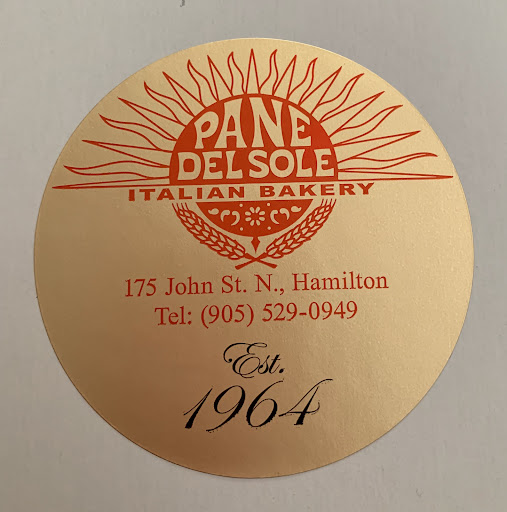 PANE
DEL SOLE
ITALIAN BAKERY
175 John St. N., Hamilton
Tel: (905) 529-0949
Est.
1964